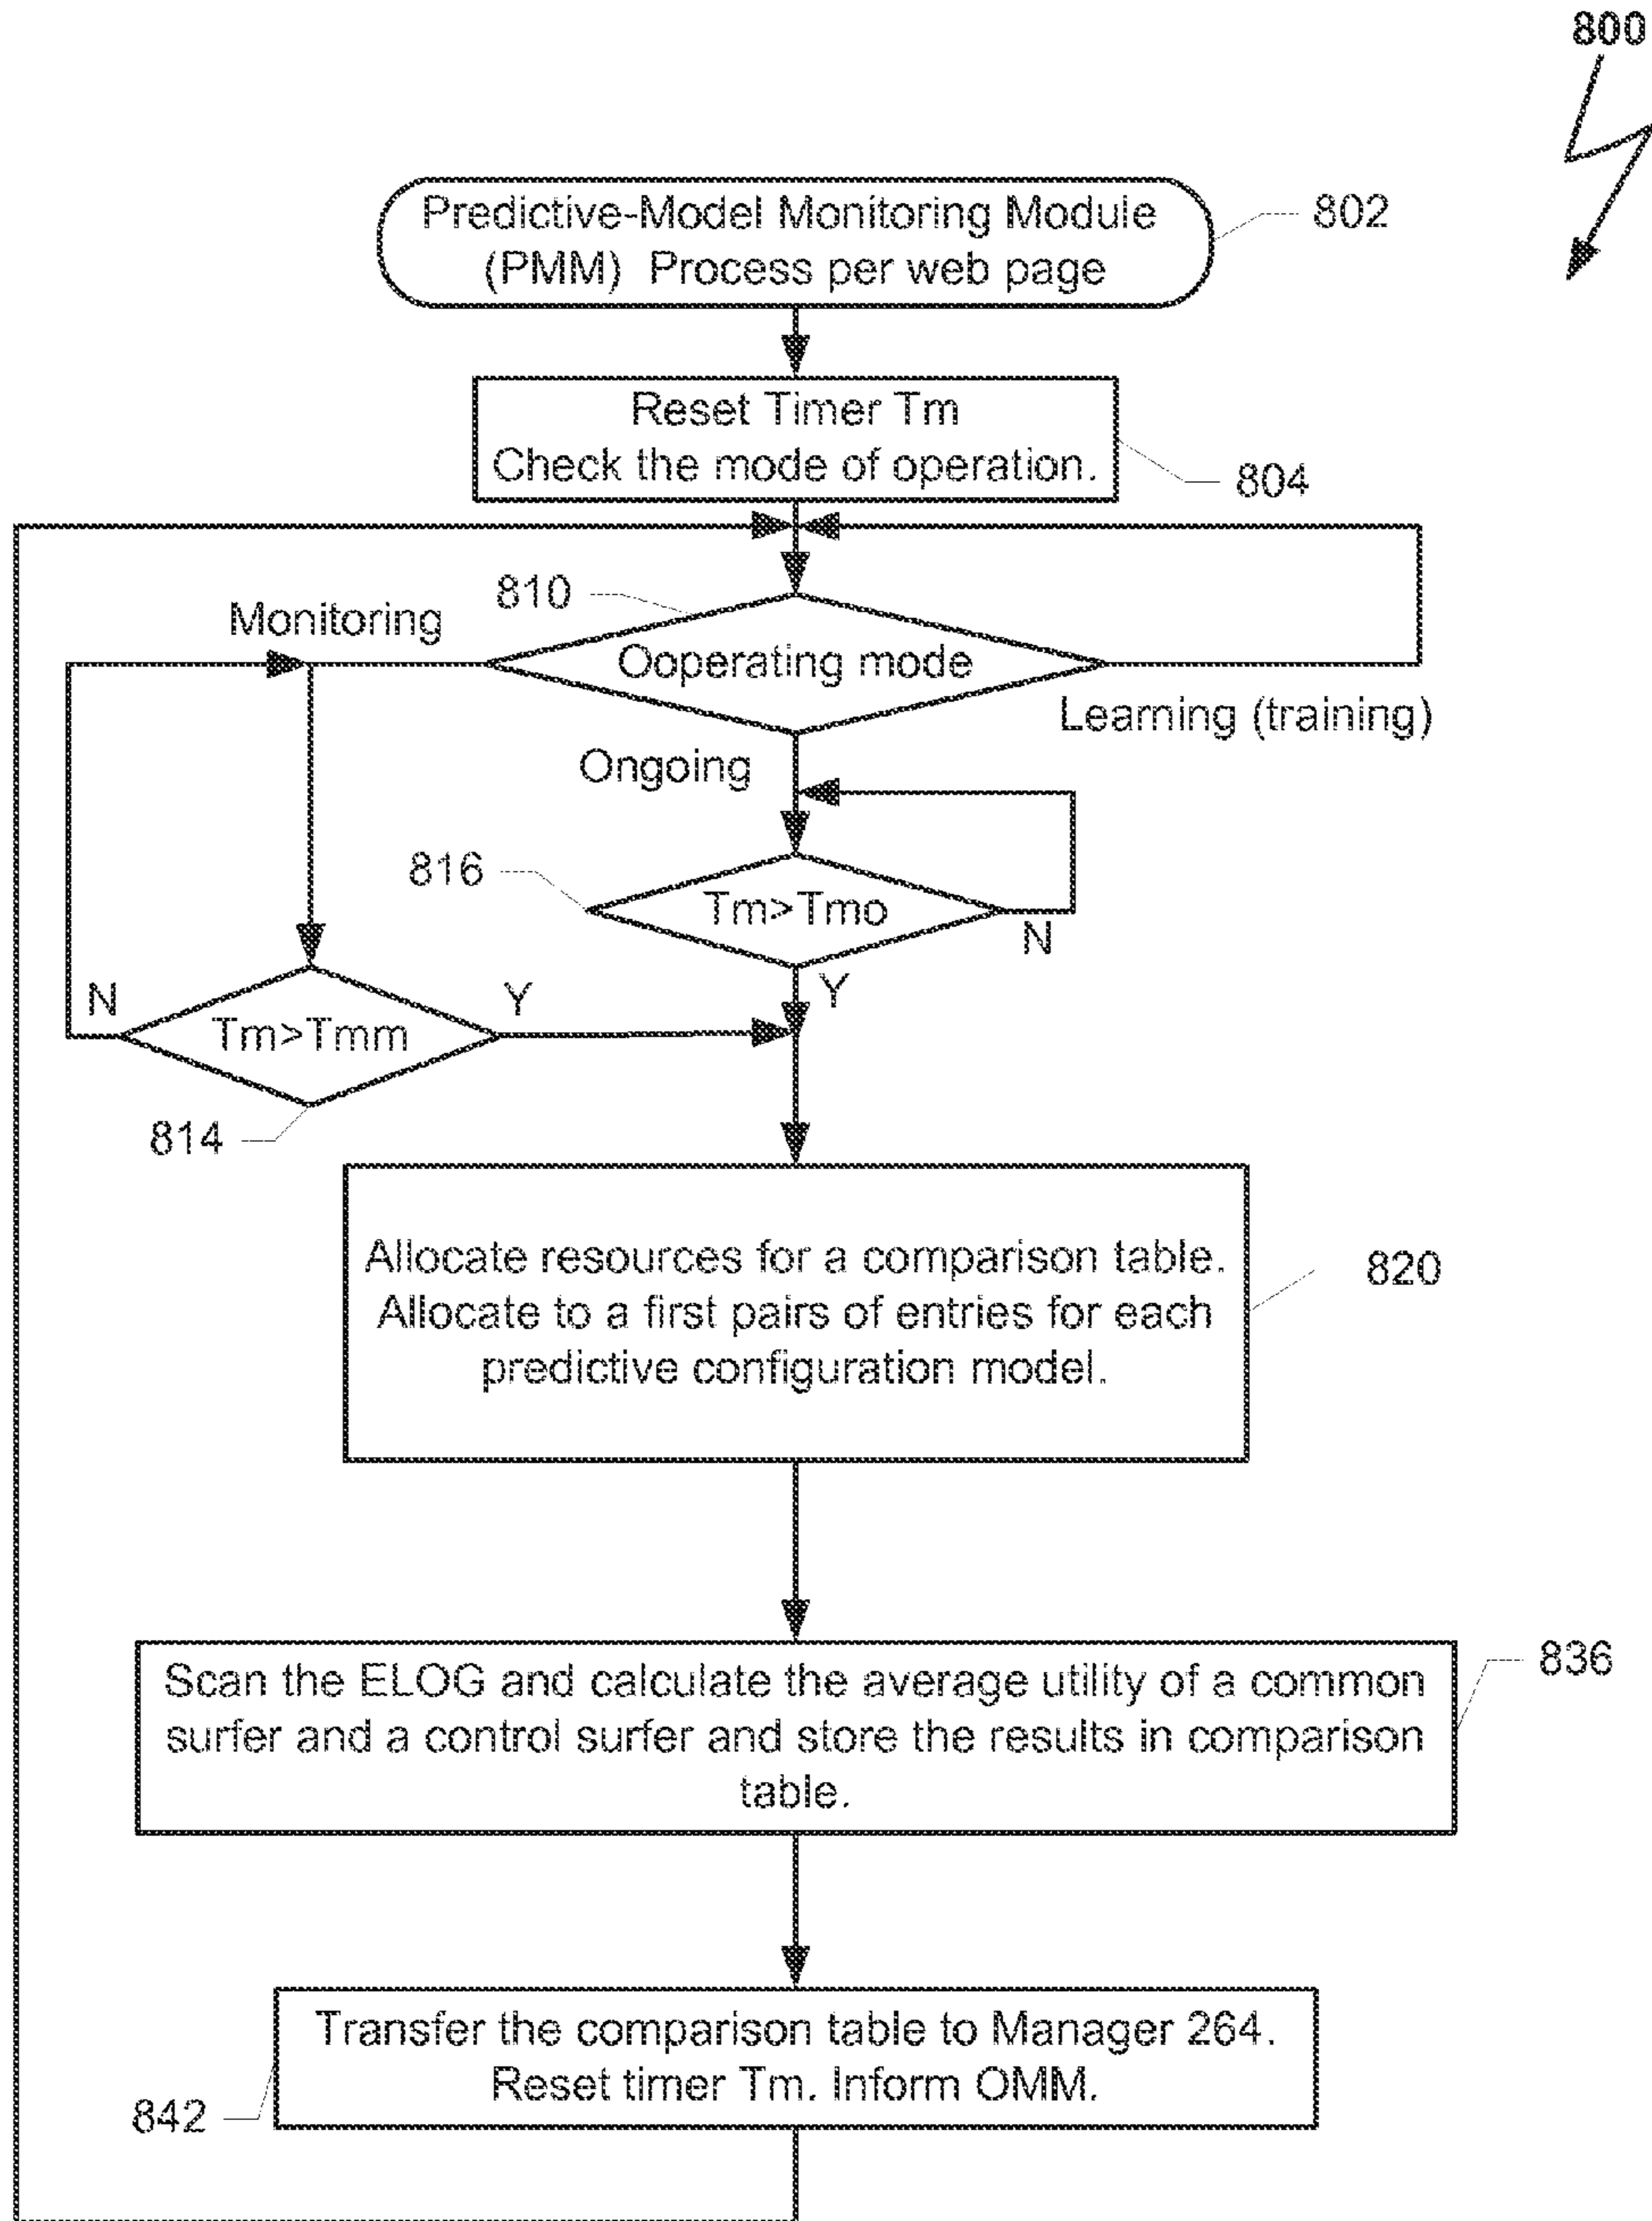 800
Predictive-Model Monitoring Module
(PMM) Process per web page
802
Reset Timer Tm
Check the mode of operation.
804
810
Monitoring
Ooperating mode
Learning (training)
Ongoing
816
Tm>Tmo
N
Y
N
Y
Tm>Tmm
814
Allocate resources for a comparison table.
Allocate to a first pairs of entries for each
predictive configuration model.
820
Scan the ELOG and calculate the average utility of a common
surfer and a control surfer and store the results in comparison
table.
836
Transfer the comparison table to Manager 264.
Reset timer Tm. Inform OMM.
842